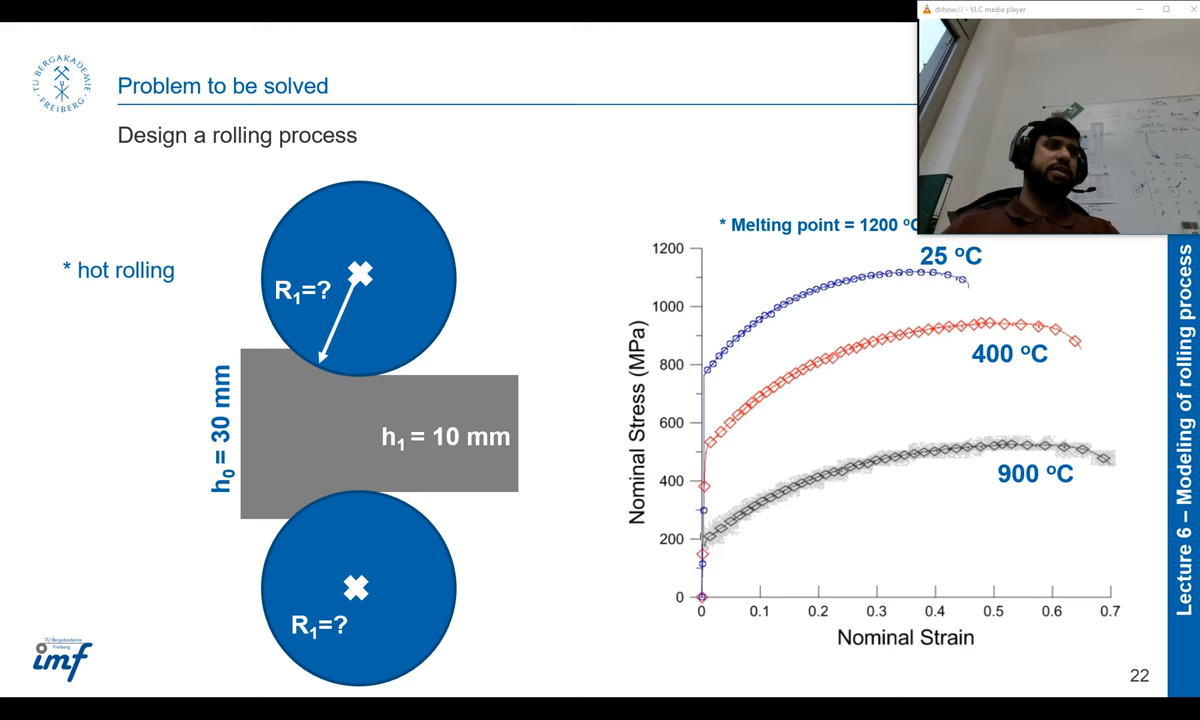 dshow:// - VLC media player
TU BERGAKADEMIE
FREIBERG
Problem to be solved
Design a rolling process
* hot rolling
R1=?
h0 = 30 mm
h1 = 10 mm
R1=?
* Melting point = 1200 oC
25 oC
400 oC
900 oC
Nominal Stress (MPa)
1200
1000
800
600
400
200
0
0
0.1
0.2
0.3
0.4
0.5
0.6
0.7
Nominal Strain
Lecture 6 – Modeling of rolling process
TU Bergakademie
Freiberg
imf
22